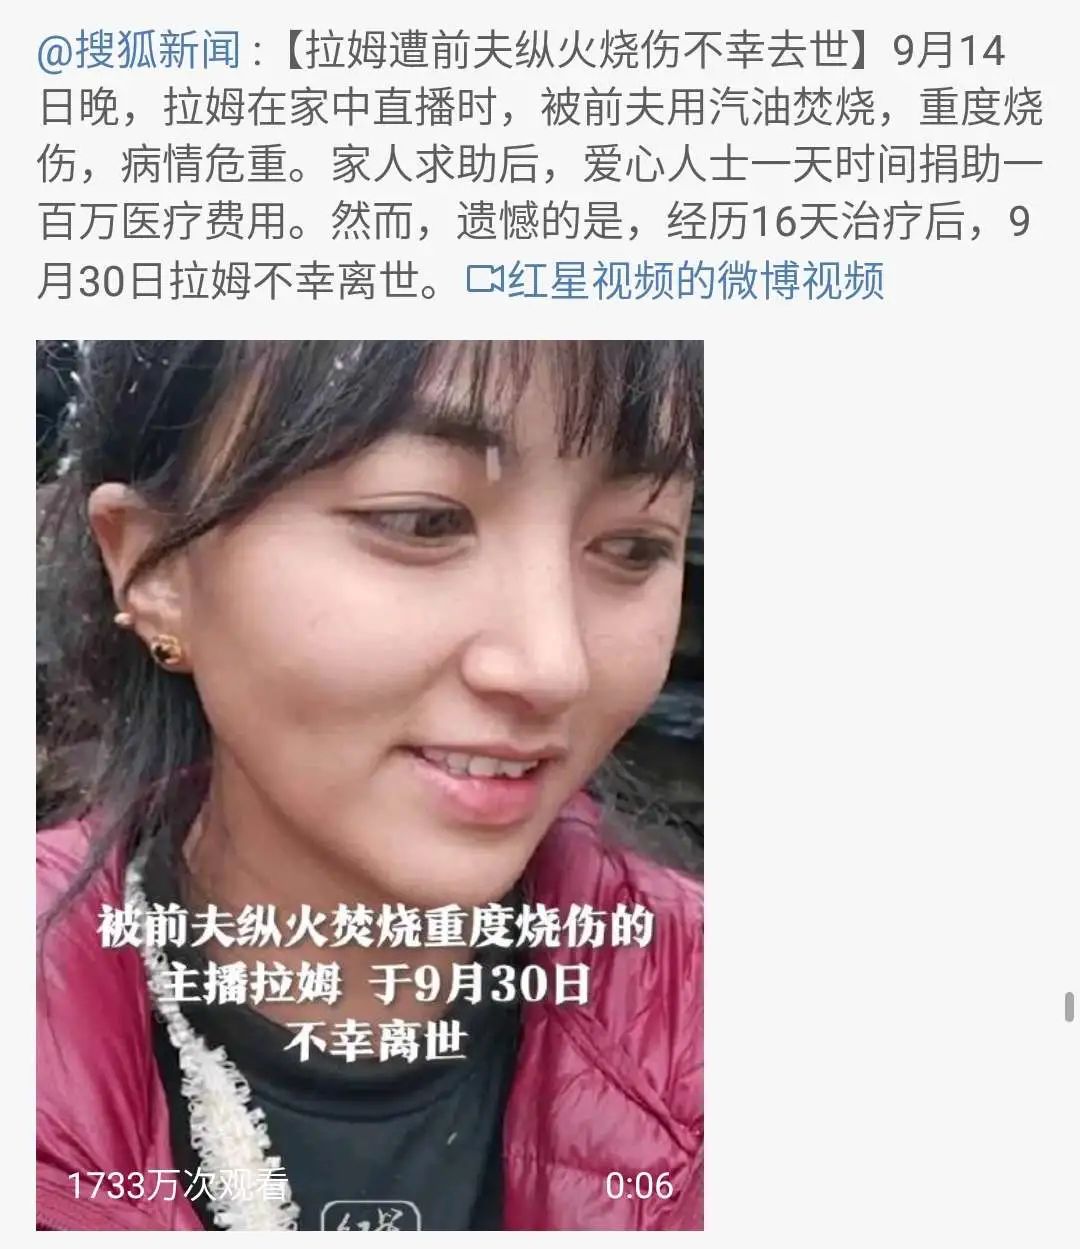 @搜狐新闻：【拉姆遭前夫纵火烧伤不幸去世】9月14
日晚，拉姆在家中直播时，被前夫用汽油焚烧，重度烧
伤，病情危重。家人求助后，爱心人士一天时间捐助一
百万医疗费用。然而，遗憾的是，经历16天治疗后，9
月30日拉姆不幸离世。红星视频的微博视频
被前夫纵火焚烧重度烧伤的
主播拉姆 于9月30日
不幸离世
1733万次观看
0:06